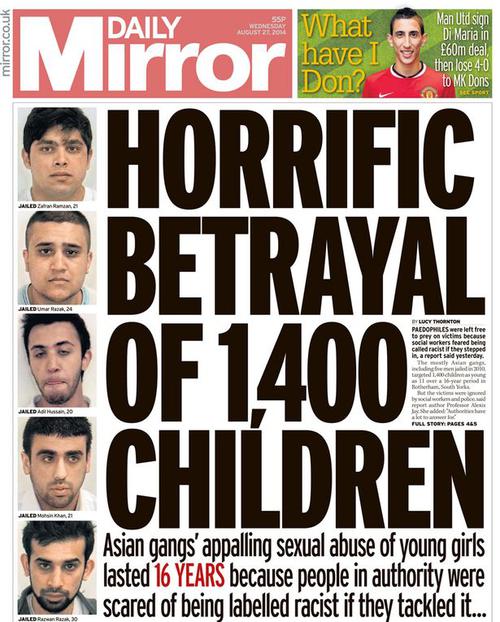 mirror.co.uk
DAILY
Mirror
55P
WEDNESDAY
AUGUST 27, 2014
What
have I
Don?
Man Utd sign
Di Maria in
£60m deal,
then lose 4-0
to MK Dons
SEE SPORT
JAILED Zafran Ramzan, 21
JAILED Umar Razak, 24
JAILED Adil Hussain, 20
JAILED Mohsin Khan, 21
JAILED Razwan Razak, 30
HORRIFIC
BETRAYAL
OF 1,400
CHILDREN
BY LUCY THORNTON
PAEDOPHILES were left free
to prey on victims because
social workers feared being
called racist if they stepped
in, a report said yesterday.
The mostly Asian gangs,
including five men jailed in 2010,
targeted 1,400 children as young
as 11 over a 16-year period in
Rotherham, South Yorks.
But the victims were ignored
by social workers and police, said
report author Professor Alexis
Jay. She added: "Authorities have
a lot to answer for."
FULL STORY: PAGES 4&5
Asian gangs' appalling sexual abuse of young girls
lasted 16 YEARS because people in authority were
scared of being labelled racist if they tackled it...